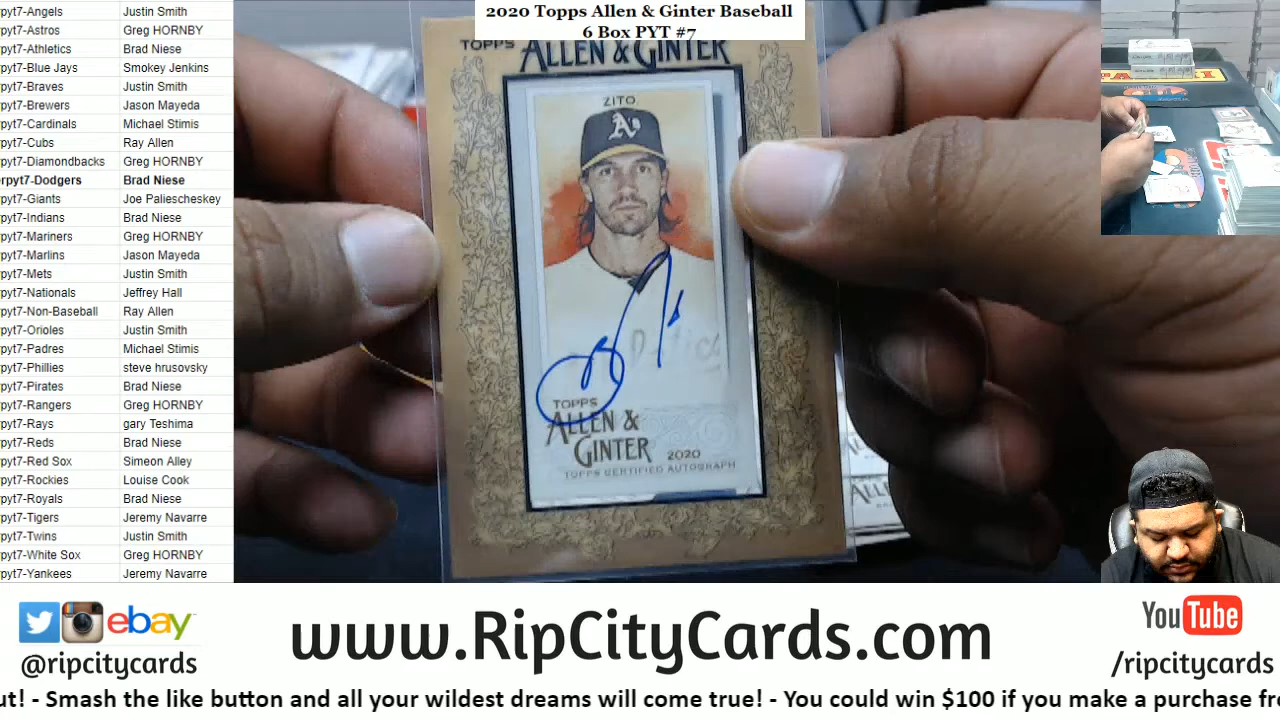 pyt7-Angels Justin Smith
pyt7-Astros Greg HORNBY
pyt7-Athletics Brad Niese
pyt7-Blue Jays Smokey Jenkins
pyt7-Braves Justin Smith
pyt7-Brewers Jason Mayeda
pyt7-Cardinals Michael Stimis
pyt7-Cubs Ray Allen
pyt7-Diamondbacks Greg HORNBY
erpyt7-Dodgers Brad Niese
pyt7-Giants Joe Paliescheskey
pyt7-Indians Brad Niese
pyt7-Mariners Greg HORNBY
pyt7-Marlins Jason Mayeda
pyt7-Mets Justin Smith
pyt7-Nationals Jeffrey Hall
pyt7-Non-Baseball Ray Allen
pyt7-Orioles Justin Smith
pyt7-Padres Michael Stimis
pyt7-Phillies steve hrusovsky
pyt7-Pirates Brad Niese
pyt7-Rangers Greg HORNBY
pyt7-Rays gary Teshima
pyt7-Reds Brad Niese
pyt7-Red Sox Simeon Alley
pyt7-Rockies Louise Cook
pyt7-Royals Brad Niese
pyt7-Tigers Jeremy Navarre
pyt7-Twins Justin Smith
pyt7-White Sox Greg HORNBY
pyt7-Yankees Jeremy Navarre
2020 Topps Allen & Ginter Baseball
6 Box PYT #7
TOPPS ALLEN & GINTER
ZITO
A's
TOPPS
ALLEN &
GINTER 2020
TOPPS CERTIFIED AUTOGRAPH
ebay
@ripcitycards
www.RipCityCards.com
YouTube
/ripcitycards
ut! - Smash the like button and all your wildest dreams will come true! - You could win $100 if you make a purchase fr